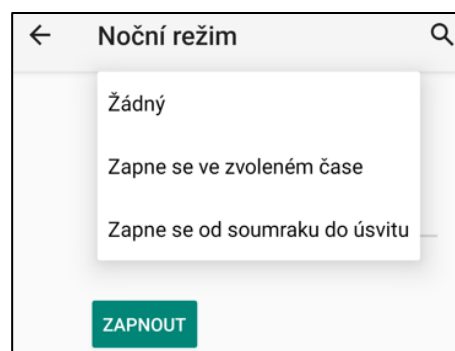 Noční režim
Žádný
Zapne se ve zvoleném čase
Zapne se od soumraku do úsvitu
ZAPNOUT